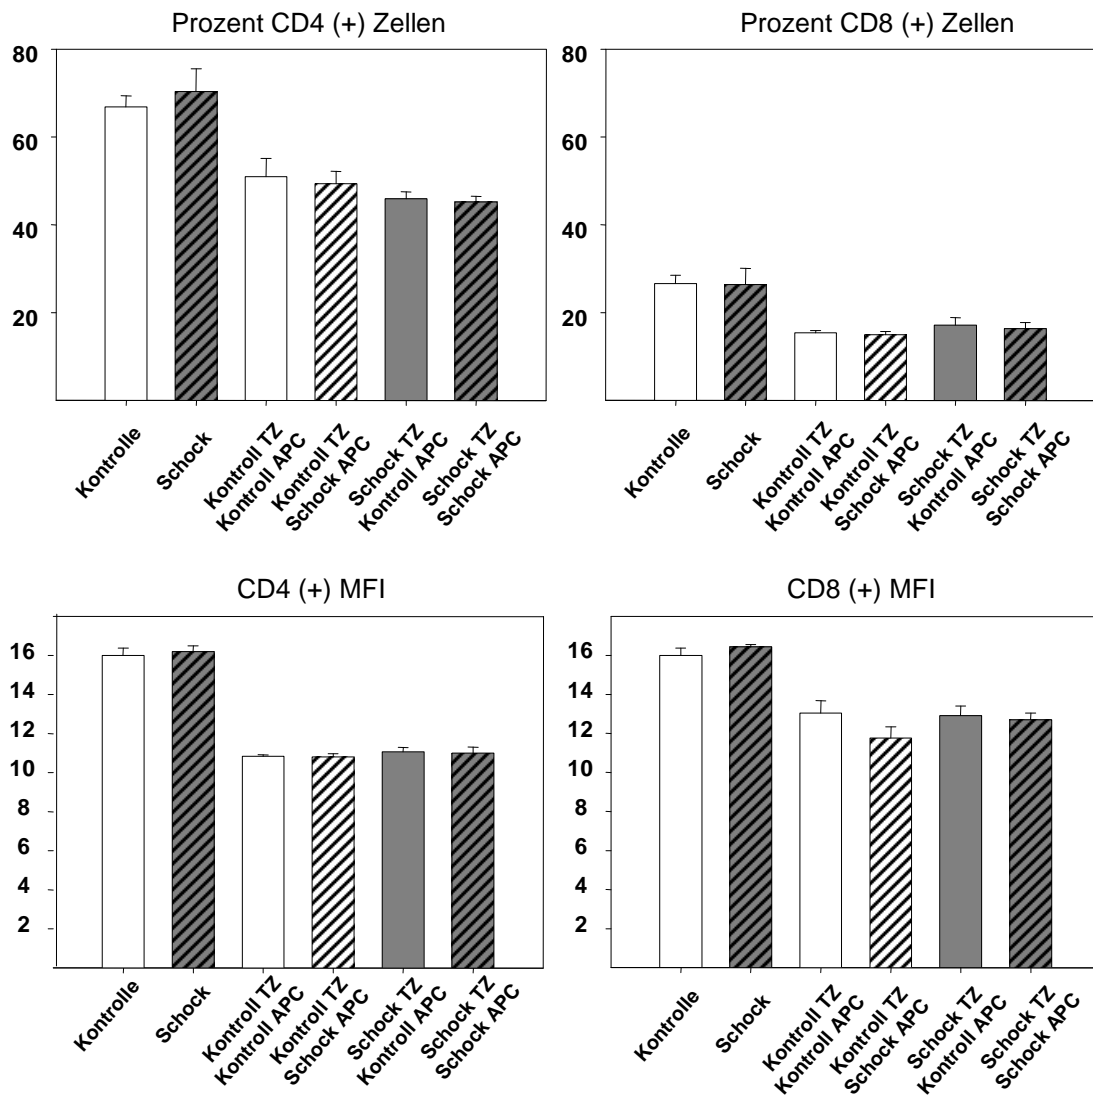 Prozent CD4 (+) Zellen
80
60
40
20
Kontrolle
Schock
Kontroll TZ
Kontroll APC
Kontroll TZ
Schock APC
Schock TZ
Kontroll APC
Schock TZ
Schock APC
Prozent CD8 (+) Zellen
80
60
40
20
Kontrolle
Schock
Kontroll TZ
Kontroll APC
Kontroll TZ
Schock APC
Schock TZ
Kontroll APC
Schock TZ
Schock APC
CD4 (+) MFI
16
14
12
10
8
6
4
2
Kontrolle
Schock
Kontroll TZ
Kontroll APC
Kontroll TZ
Schock APC
Schock TZ
Kontroll APC
Schock TZ
Schock APC
CD8 (+) MFI
16
14
12
10
8
6
4
2
Kontrolle
Schock
Kontroll TZ
Kontroll APC
Kontroll TZ
Schock APC
Schock TZ
Kontroll APC
Schock TZ
Schock APC